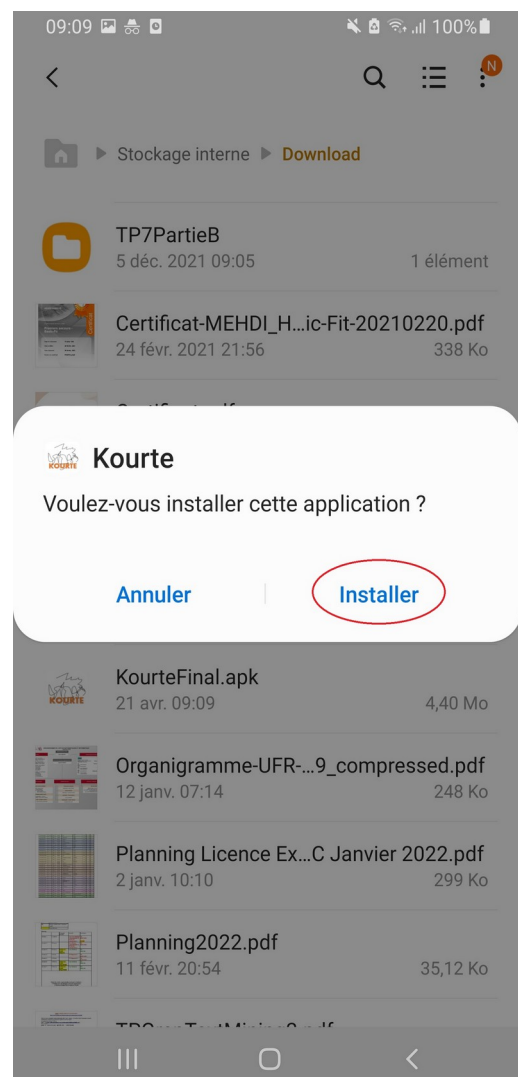 09:09 100%
N
Stockage interne Download
TP7PartieB
5 déc. 2021 09:05 1 élément
Certificat-MEHDI_H...ic-Fit-20210220.pdf
24 févr. 2021 21:56 338 Ko
KOURTE Kourte
Voulez-vous installer cette application ?
Annuler Installer
KOURTE
KourteFinal.apk
21 avr. 09:09 4,40 Mo
Organigramme-UFR-...9_compressed.pdf
12 janv. 07:14 248 Ko
Planning Licence Ex...C Janvier 2022.pdf
2 janv. 10:10 299 Ko
Planning2022.pdf
11 févr. 20:54 35,12 Ko